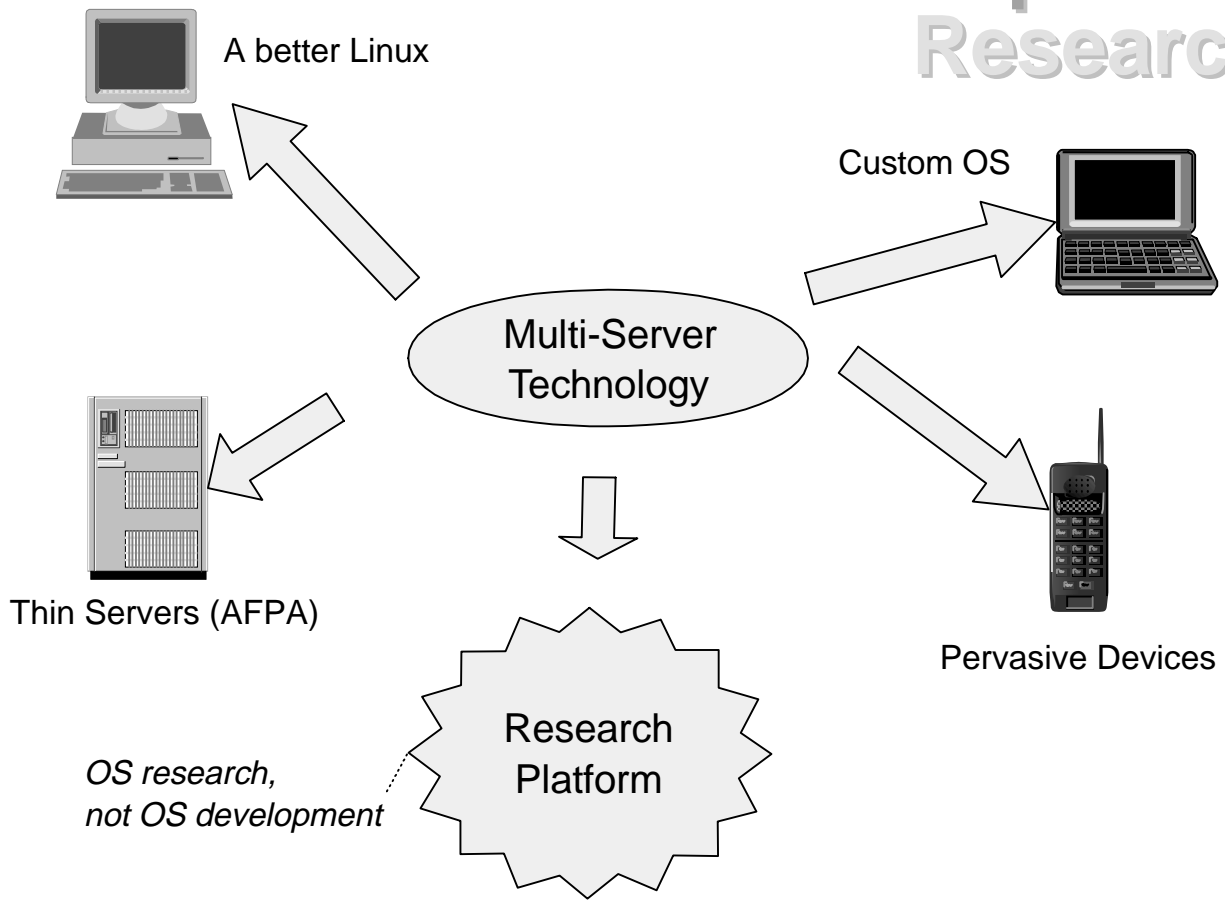 Researc
A better Linux
Custom OS
Multi-Server
Technology
Thin Servers (AFPA)
Pervasive Devices
Research
Platform
OS research,
not OS development